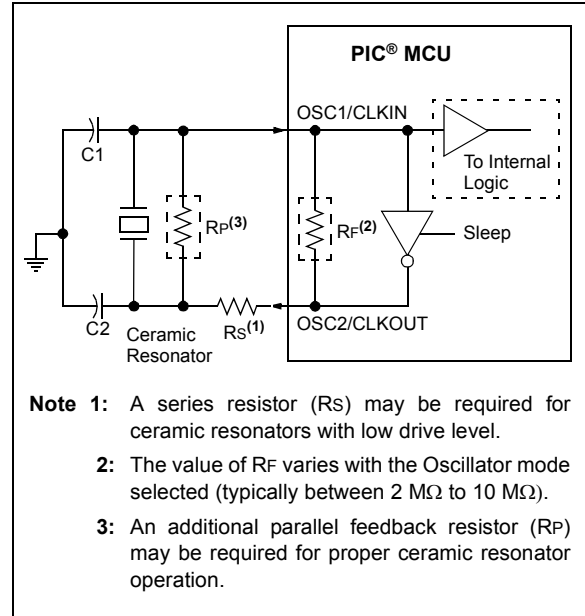 PIC® MCU
OSC1/CLKIN
C1
To Internal
Logic
RP(3)
RF(2)
Sleep
C2
Ceramic
Resonator
RS(1)
OSC2/CLKOUT
Note 1: A series resistor (RS) may be required for
ceramic resonators with low drive level.
2: The value of RF varies with the Oscillator mode
selected (typically between 2 MΩ to 10 MΩ).
3: An additional parallel feedback resistor (RP)
may be required for proper ceramic resonator
operation.